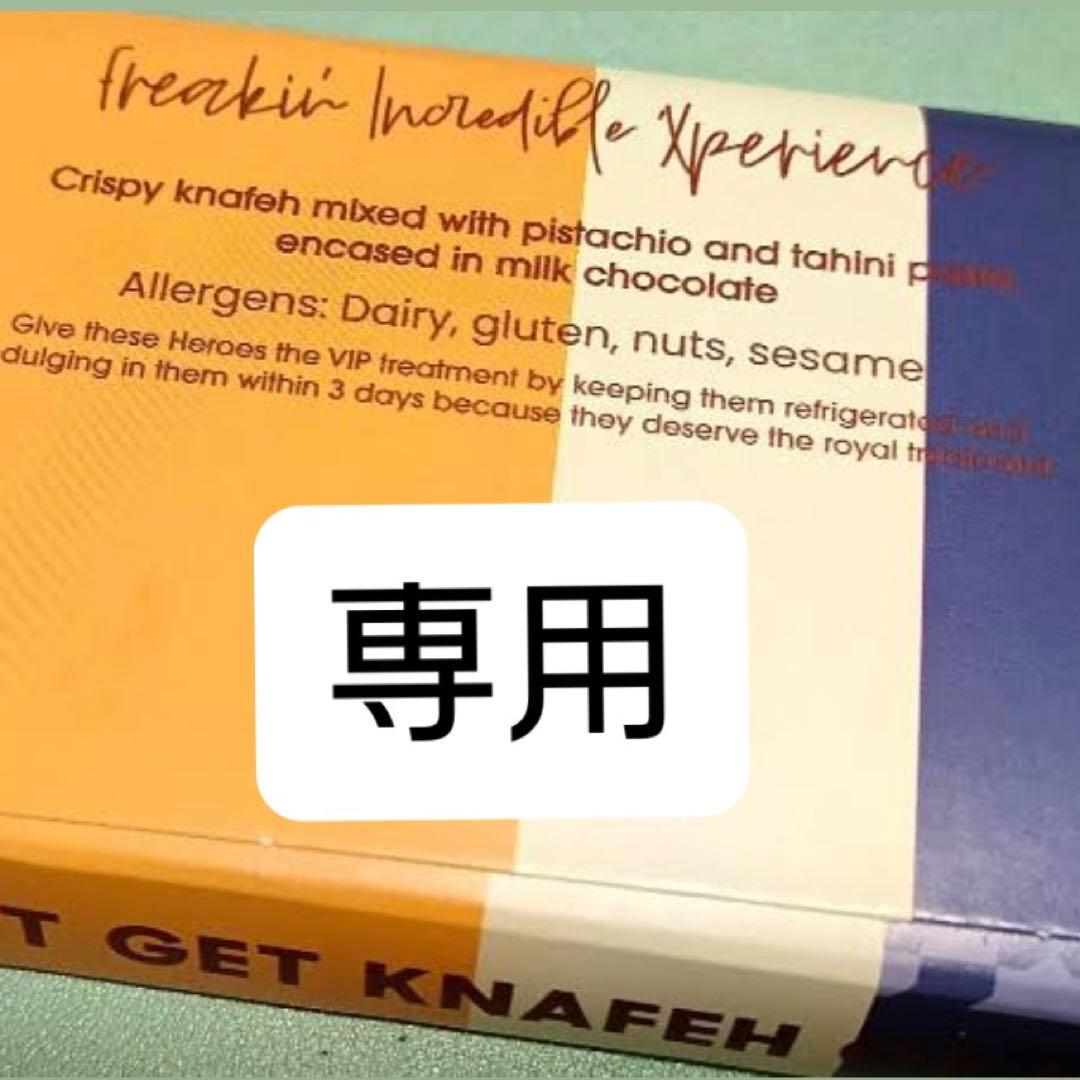 Freakin' Incredible Xperience
Crispy knafeh mixed with pistachio and tahini paste,
encased in milk chocolate
Allergens: Dairy, gluten, nuts, sesame
Give these Heroes the VIP treatment by keeping them refrigerated and
dulging in them within 3 days because they deserve the royal treatment
専用
T GET KNAFEH